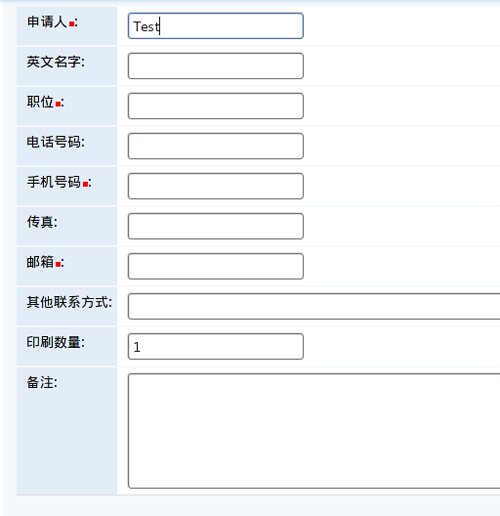 申请人: Test
英文名字:
职位:
电话号码:
手机号码:
传真:
邮箱:
其他联系方式:
印刷数量: 1
备注: